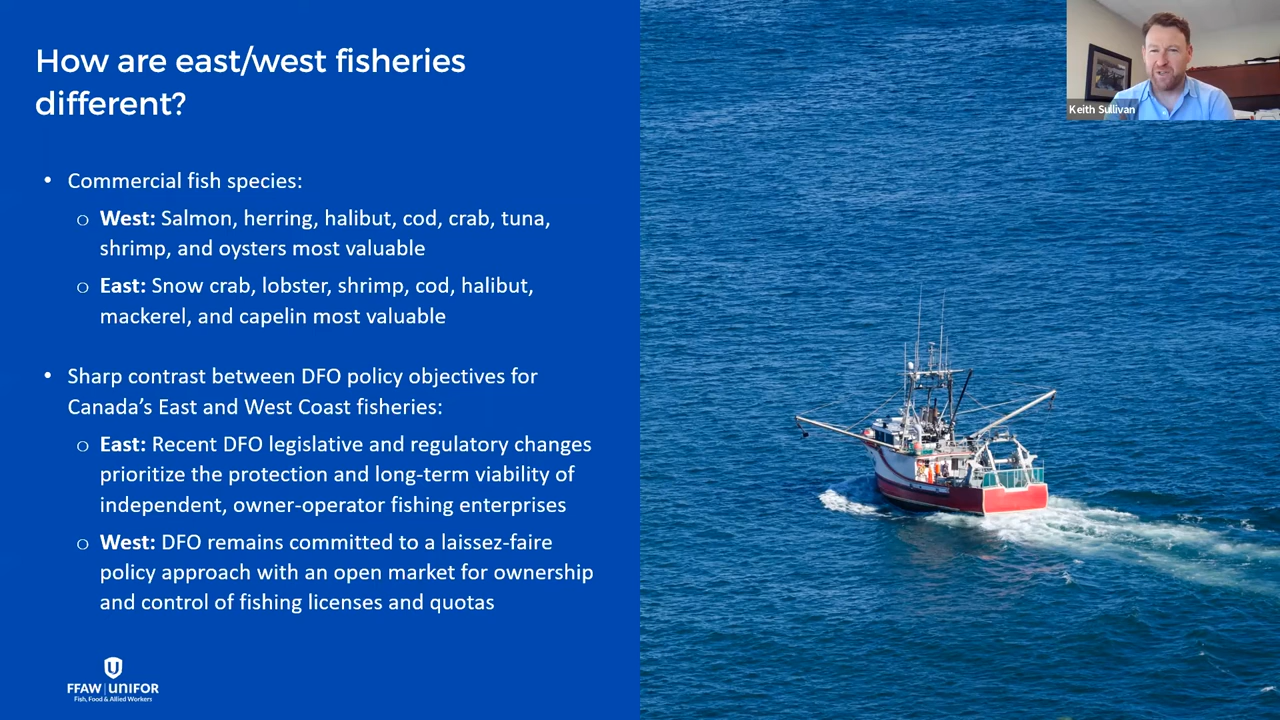 How are east/west fisheries
different?
• Commercial fish species:
o West: Salmon, herring, halibut, cod, crab, tuna,
shrimp, and oysters most valuable
o East: Snow crab, lobster, shrimp, cod, halibut,
mackerel, and capelin most valuable
• Sharp contrast between DFO policy objectives for
Canada’s East and West Coast fisheries:
o East: Recent DFO legislative and regulatory changes
prioritize the protection and long-term viability of
independent, owner-operator fishing enterprises
o West: DFO remains committed to a laissez-faire
policy approach with an open market for ownership
and control of fishing licenses and quotas
FFAW | UNIFOR
Fish, Food & Allied Workers
Keith Sullivan